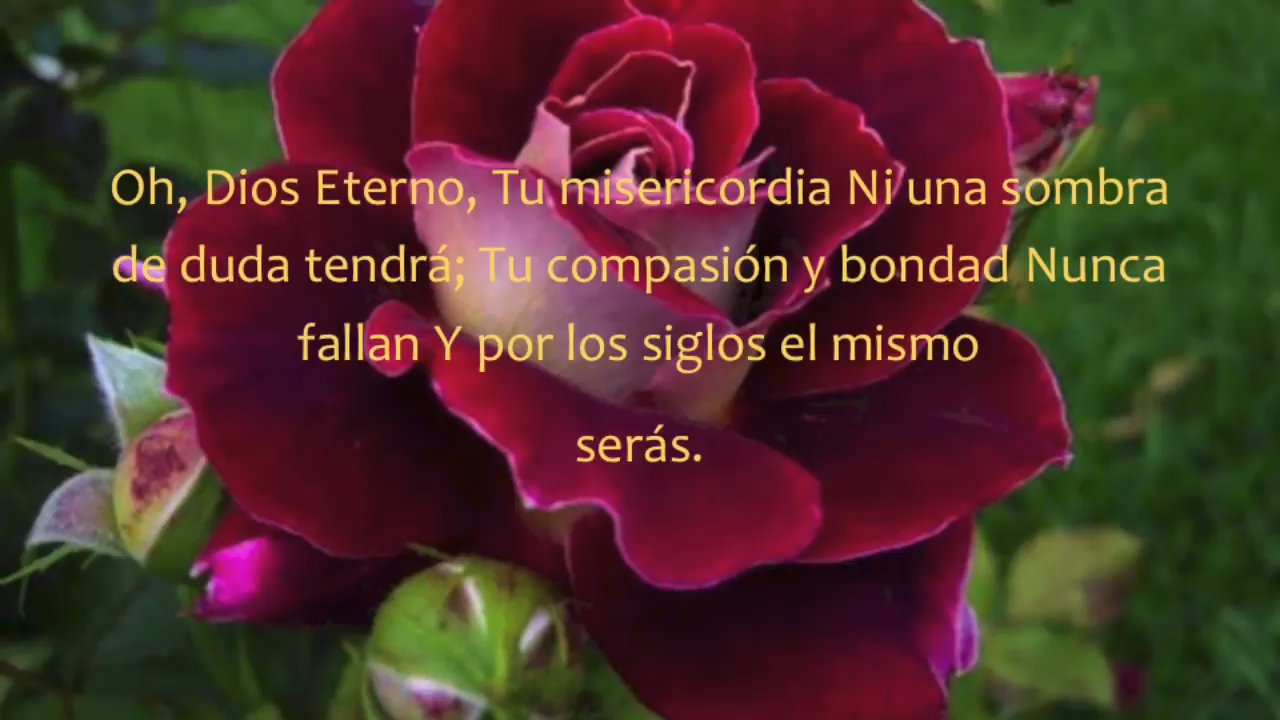 Oh, Dios Eterno, Tu misericordia Ni una sombra
de duda tendrá; Tu compasión y bondad Nunca
fallan Y por los siglos el mismo
serás.